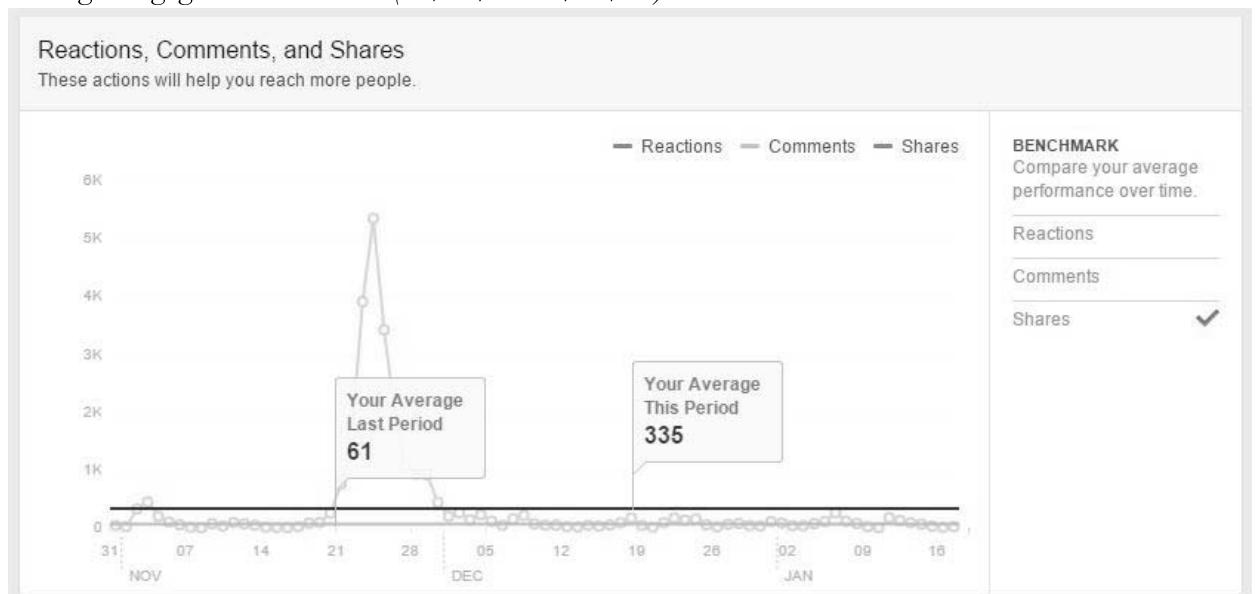 Reactions, Comments, and Shares
These actions will help you reach more people.
Reactions Comments Shares
BENCHMARK
Compare your average
performance over time.
Reactions
Comments
Shares
6K
5K
4K
3K
2K
1K
0
Your Average
Last Period
61
Your Average
This Period
335
31 07 14 21 28 05 12 19 26 02 09 16
NOV DEC JAN